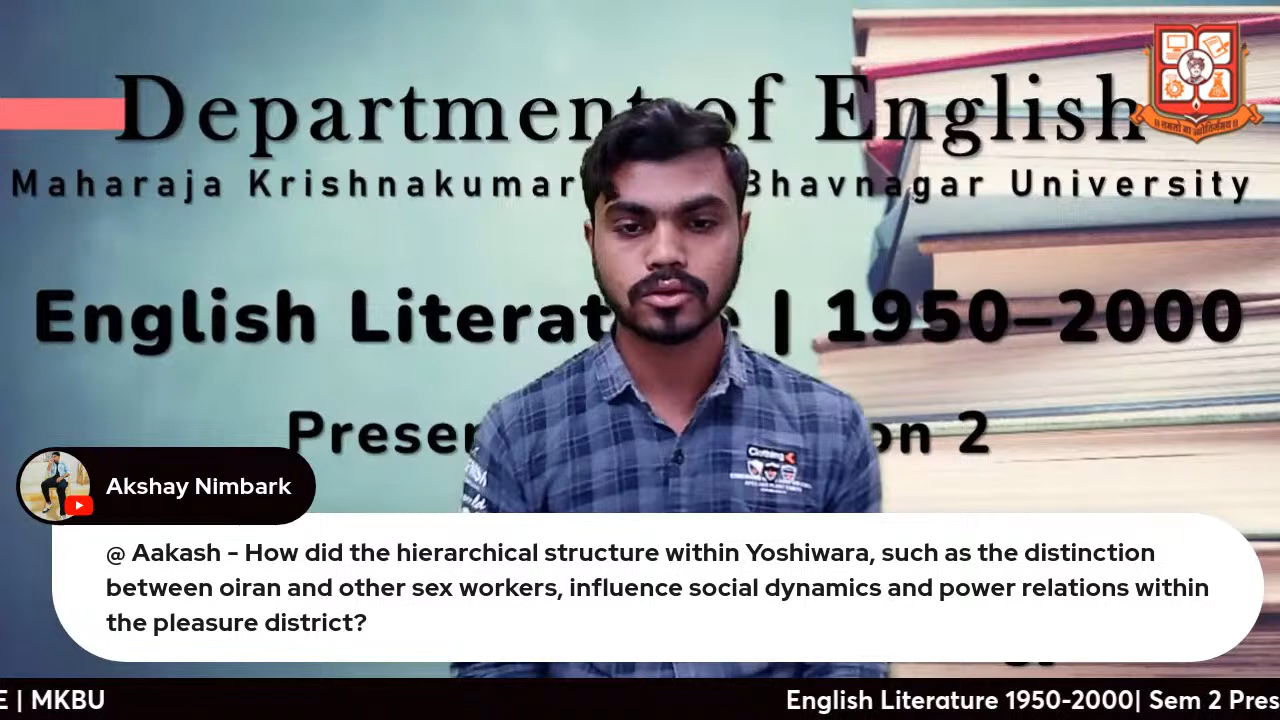 Department of English
Maharaja Krishnakumar Bhavnagar University
English Literat | 1950–2000
Presen on 2
Clothing
Akshay Nimbark
@ Aakash - How did the hierarchical structure within Yoshiwara, such as the distinction
between oiran and other sex workers, influence social dynamics and power relations within
the pleasure district?
E | MKBU
English Literature 1950-2000| Sem 2 Pres